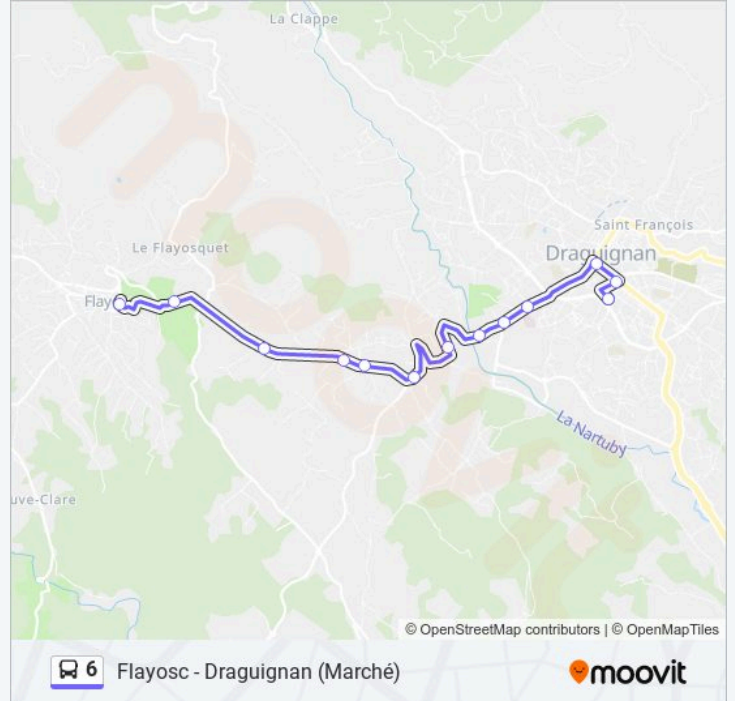 La Clappe
Saint François
Le Flayosquet
Draguignan
Flayo
La Nartuby
uve-Clare
© OpenStreetMap contributors | © OpenMapTiles
6 Flayosc - Draguignan (Marché)
moovit